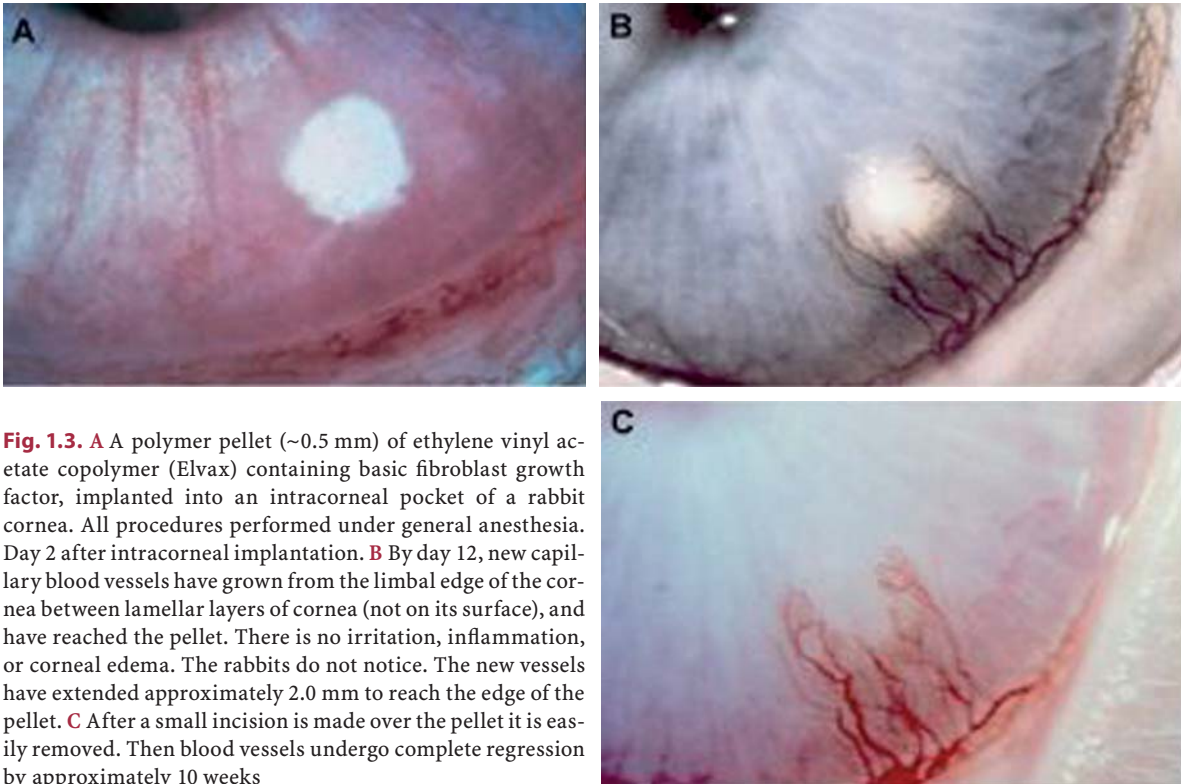 A
B
C
Fig. 1.3. A A polymer pellet (~0.5 mm) of ethylene vinyl ac-
etate copolymer (Elvax) containing basic fibroblast growth
factor, implanted into an intracorneal pocket of a rabbit
cornea. All procedures performed under general anesthesia.
Day 2 after intracorneal implantation. B By day 12, new capil-
lary blood vessels have grown from the limbal edge of the cor-
nea between lamellar layers of cornea (not on its surface), and
have reached the pellet. There is no irritation, inflammation,
or corneal edema. The rabbits do not notice. The new vessels
have extended approximately 2.0 mm to reach the edge of the
pellet. C After a small incision is made over the pellet it is eas-
ily removed. Then blood vessels undergo complete regression
by approximately 10 weeks